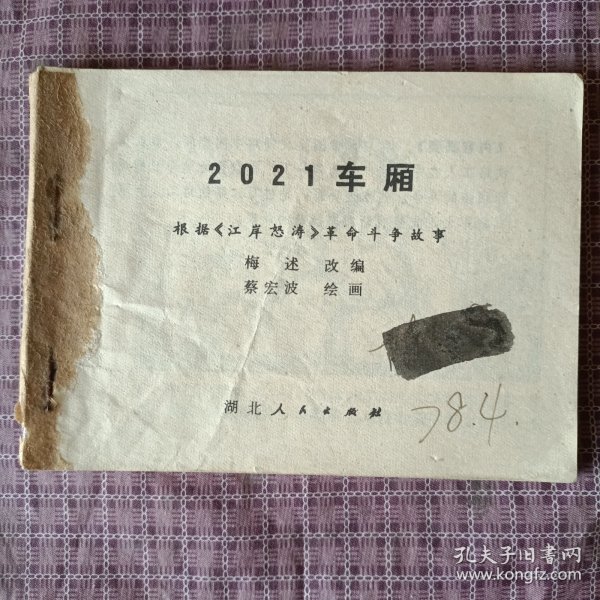 2021车厢
根据《江岸怒涛》革命斗争故事
梅述 改编
蔡宏波 绘画
湖北人民出版社
78.4.
孔夫子旧书网
www.kongfz.com